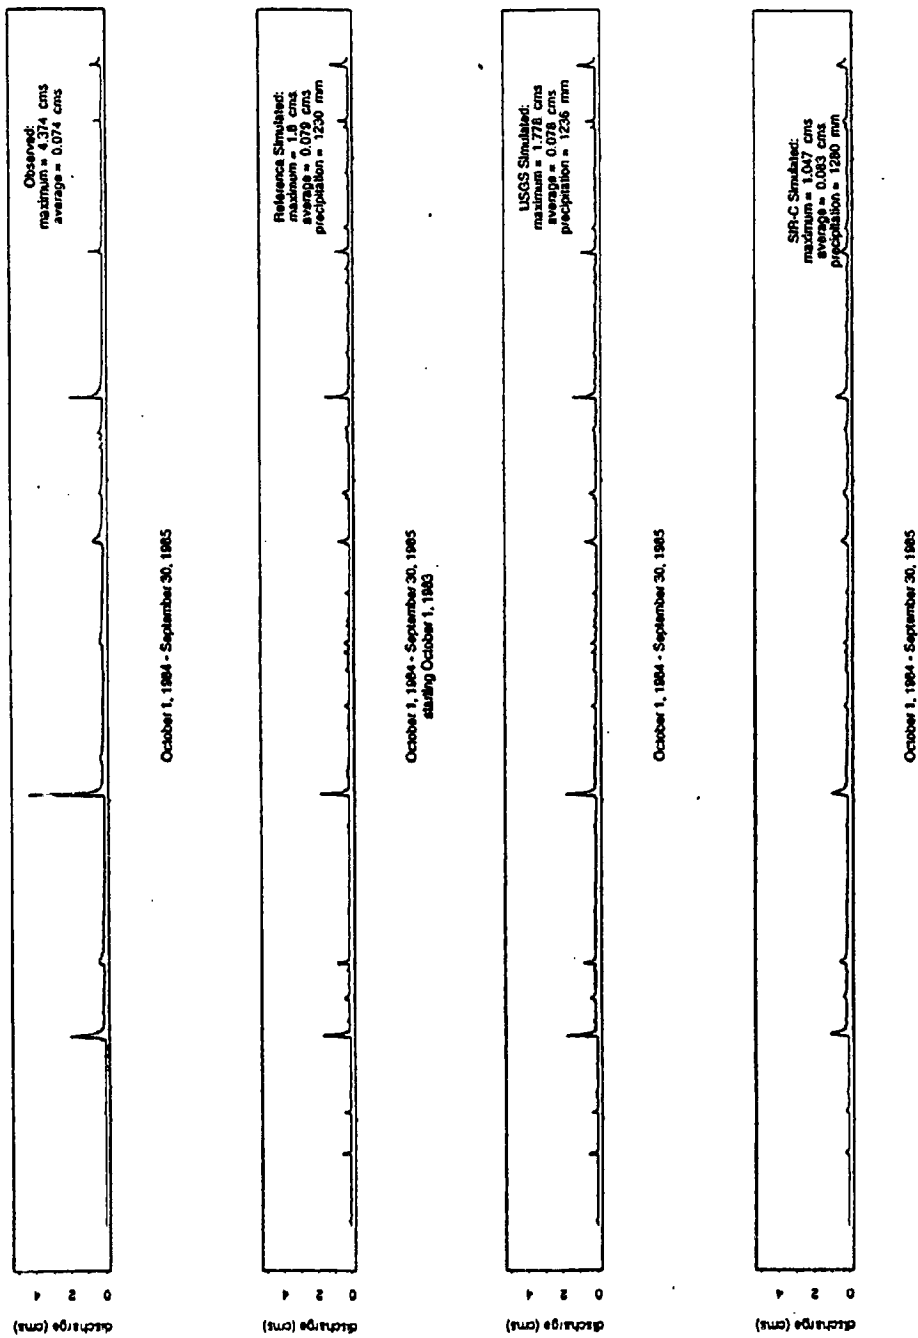 discharge (cms)
0 2 4
Observed:
maximum = 4.374 cms
average = 0.074 cms
October 1, 1984 - September 30, 1985
discharge (cms)
0 2 4
Reference Simulated:
maximum = 1.8 cms
average = 0.079 cms
precipitation = 1230 mm
October 1, 1984 - September 30, 1985
starting October 1, 1983
discharge (cms)
0 2 4
USGS Simulated:
maximum = 1.778 cms
average = 0.078 cms
precipitation = 1236 mm
October 1, 1984 - September 30, 1985
discharge (cms)
0 2 4
SIR-C Simulated:
maximum = 1.047 cms
average = 0.083 cms
precipitation = 1280 mm
October 1, 1984 - September 30, 1985